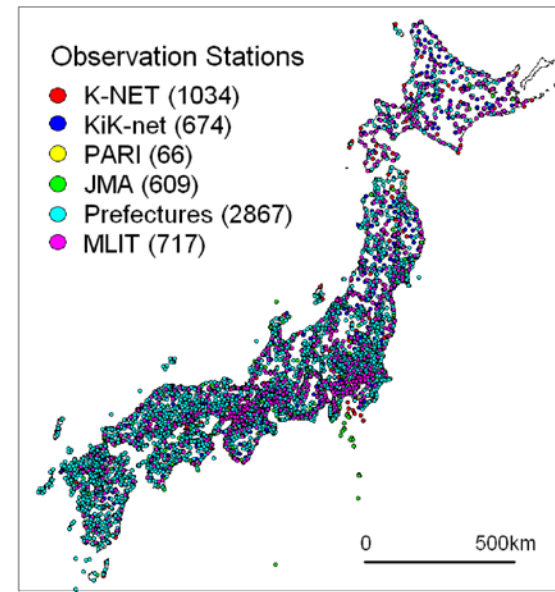 Observation Stations
K-NET (1034)
KiK-net (674)
PARI (66)
JMA (609)
Prefectures (2867)
MLIT (717)
0 500km